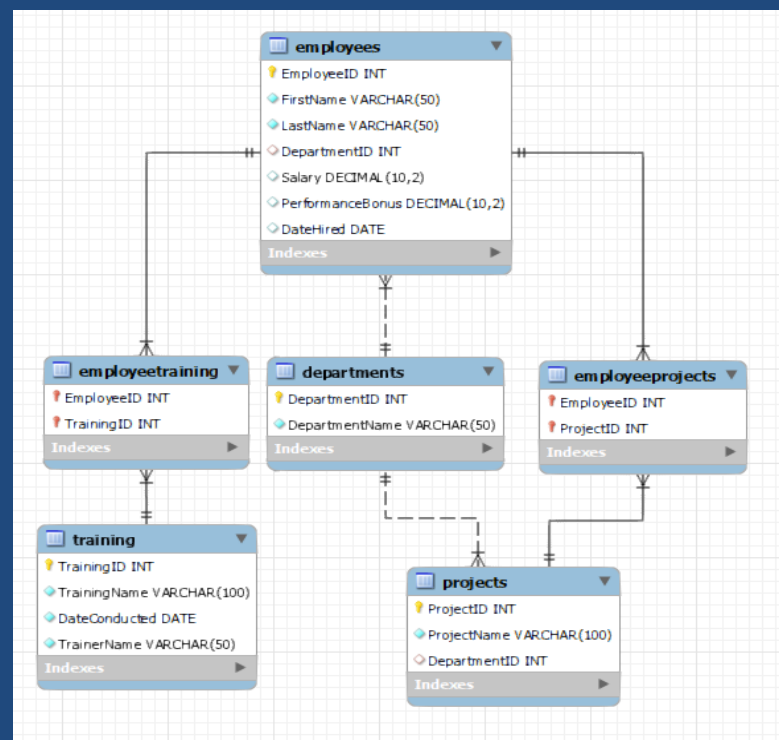 employees
EmployeeID INT
FirstName VARCHAR(50)
LastName VARCHAR(50)
DepartmentID INT
Salary DECIMAL(10,2)
PerformanceBonus DECIMAL(10,2)
DateHired DATE
Indexes
employeetraining
EmployeeID INT
TrainingID INT
Indexes
departments
DepartmentID INT
DepartmentName VARCHAR(50)
Indexes
employeeprojects
EmployeeID INT
ProjectID INT
Indexes
training
TrainingID INT
TrainingName VARCHAR(100)
DateConducted DATE
TrainerName VARCHAR(50)
Indexes
projects
ProjectID INT
ProjectName VARCHAR(100)
DepartmentID INT
Indexes